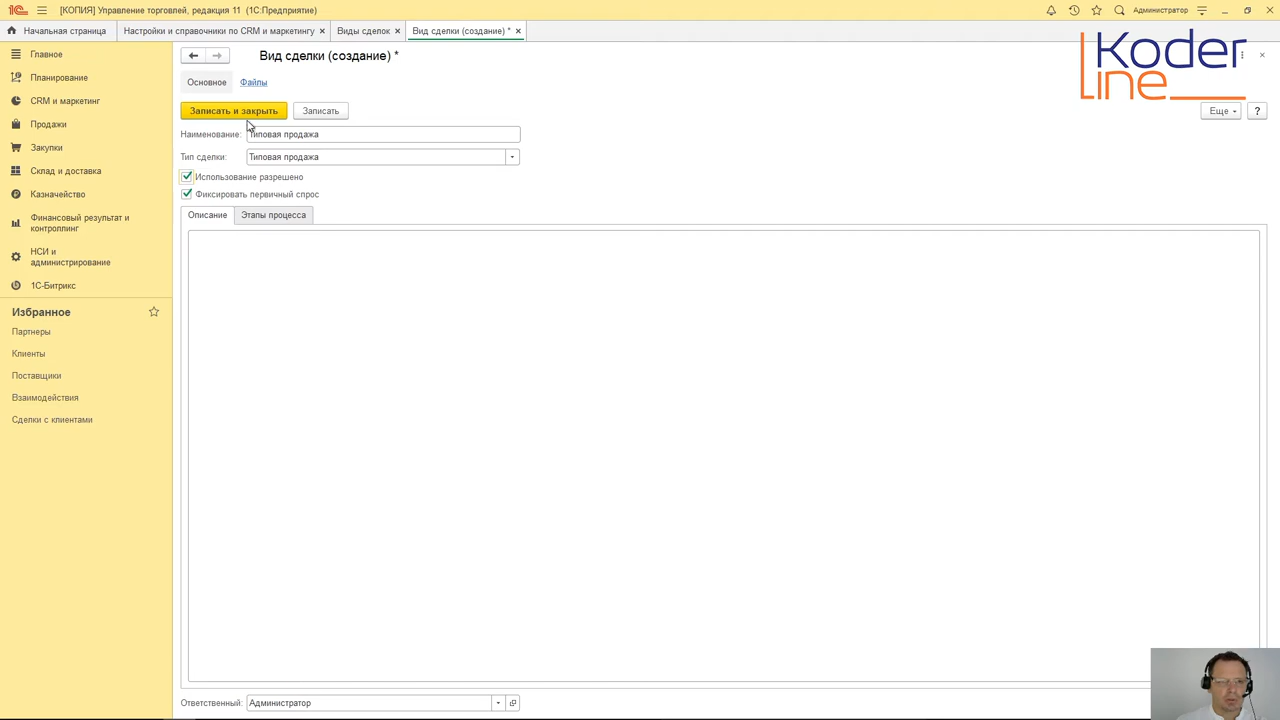 [КОПИЯ] Управление торговлей, редакция 11 (1С:Предприятие)
Администратор
Начальная страница
Настройки и справочники по CRM и маркетингу
Виды сделок
Вид сделки (создание) *
Koder
line
Главное
Планирование
CRM и маркетинг
Продажи
Закупки
Склад и доставка
Казначейство
Финансовый результат и
контроллинг
НСИ и
администрирование
1С-Битрикс
Избранное
Партнеры
Клиенты
Поставщики
Взаимодействия
Сделки с клиентами
Вид сделки (создание) *
Основное
Файлы
Записать и закрыть
Записать
Еще
?
Наименование: Типовая продажа
Тип сделки: Типовая продажа
Использование разрешено
Фиксировать первичный спрос
Описание
Этапы процесса
Ответственный: Администратор